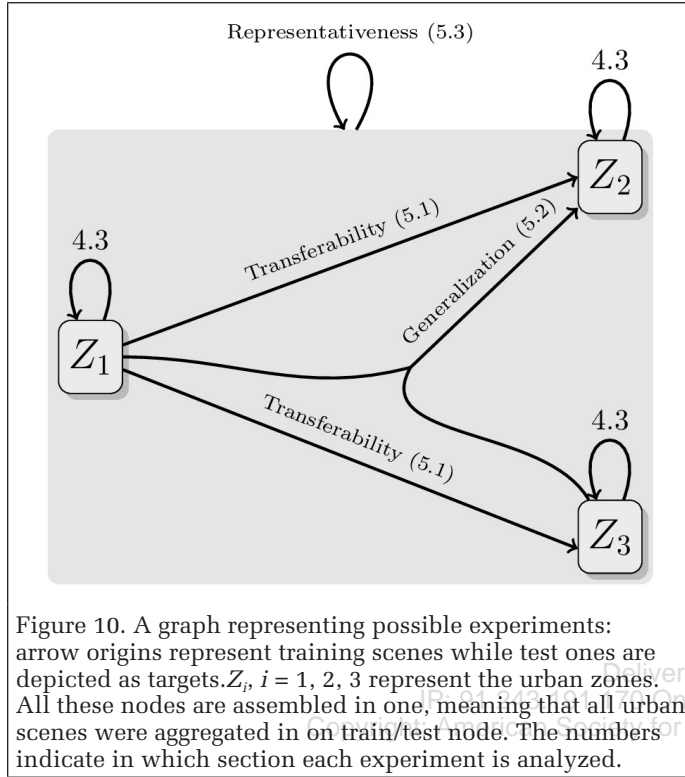 Representativeness (5.3)
4.3
Z2
Transferability (5.1)
Generalization (5.2)
4.3
Z1
Transferability (5.1)
4.3
Z3
Figure 10. A graph representing possible experiments:
arrow origins represent training scenes while test ones are
depicted as targets.Zi, i = 1, 2, 3 represent the urban zones.
All these nodes are assembled in one, meaning that all urban
scenes were aggregated in on train/test node. The numbers
indicate in which section each experiment is analyzed.